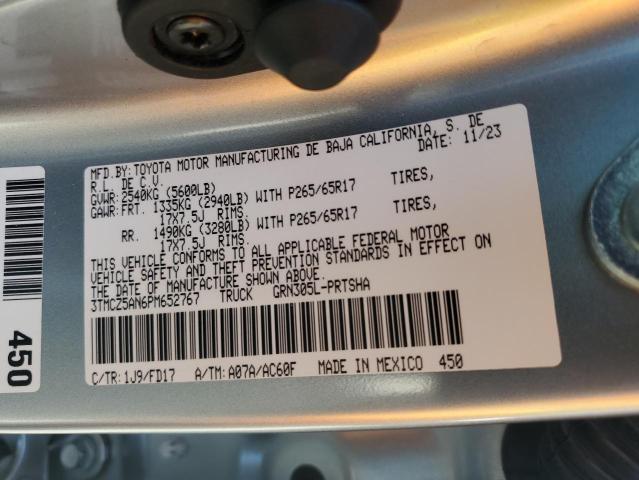 MFD.BY:TOYOTA MOTOR MANUFACTURING DE BAJA CALIFORNIA, S. DE
R.L. DE C.V. DATE: 11/23
GVWR: 2540KG (5600LB)
GAWR: FRT. 1335KG (2940LB) WITH P265/65R17 TIRES,
17X7.5J RIMS.
RR. 1490KG (3280LB) WITH P265/65R17 TIRES,
17X7.5J RIMS.
THIS VEHICLE CONFORMS TO ALL APPLICABLE FEDERAL MOTOR
VEHICLE SAFETY AND THEFT PREVENTION STANDARDS IN EFFECT ON
THE DATE OF MANUFACTURE SHOWN ABOVE.
3TMCZ5AN6PM652767 TRUCK GRN305L-PRTSHA
C/TR: 1J9/FD17 A/TM: A07A/AC60F MADE IN MEXICO 450
450